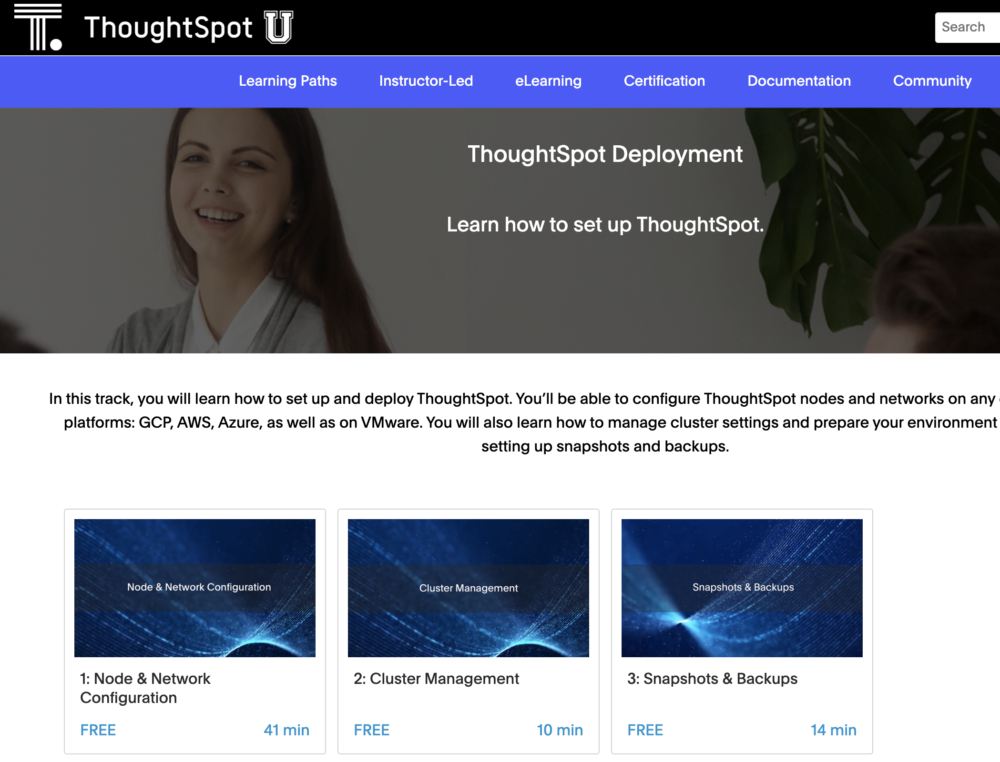 ThoughtSpot U
Search
Learning Paths Instructor-Led eLearning Certification Documentation Community
ThoughtSpot Deployment
Learn how to set up ThoughtSpot.
In this track, you will learn how to set up and deploy ThoughtSpot. You’ll be able to configure ThoughtSpot nodes and networks on any
platforms: GCP, AWS, Azure, as well as on VMware. You will also learn how to manage cluster settings and prepare your environment
setting up snapshots and backups.
Node & Network Configuration
1: Node & Network
Configuration
FREE 41 min
Cluster Management
2: Cluster Management
FREE 10 min
Snapshots & Backups
3: Snapshots & Backups
FREE 14 min